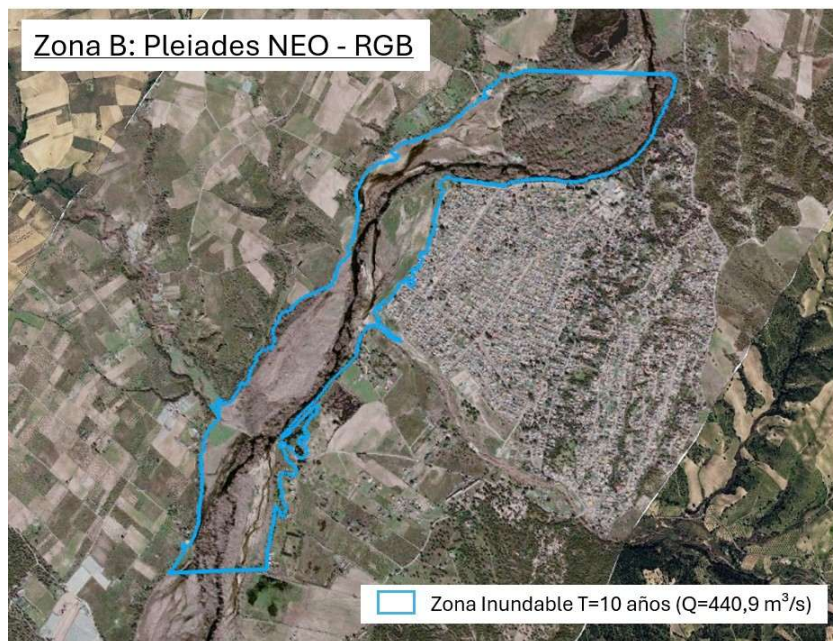 Zona B: Pleiades NEO - RGB
Zona Inundable T=10 años (Q=440,9 m³/s)